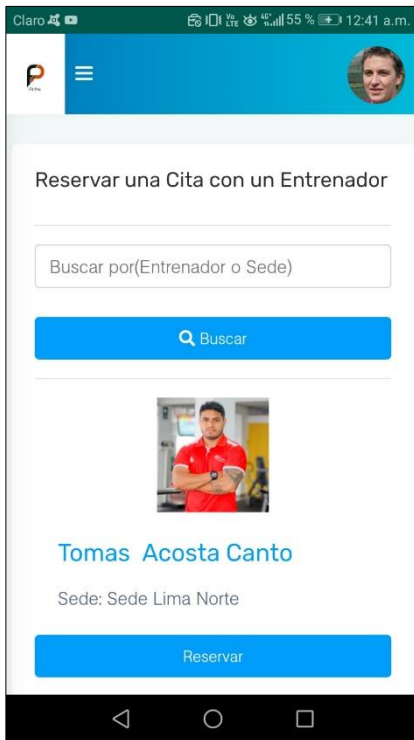 Claro 55 % 12:41 a.m.
Reservar una Cita con un Entrenador
Buscar por(Entrenador o Sede)
Buscar
Tomas Acosta Canto
Sede: Sede Lima Norte
Reservar